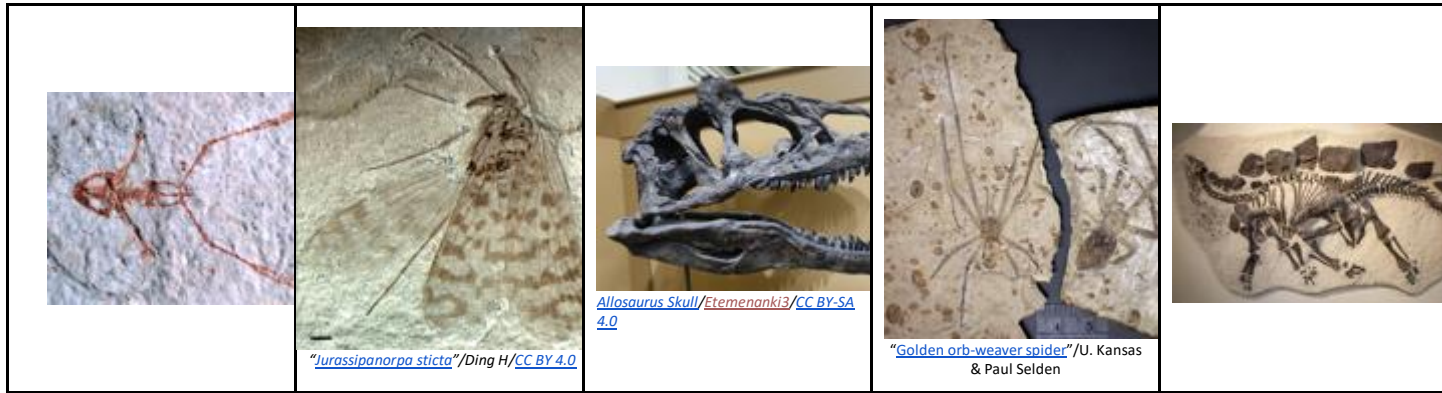 “Jurassipanorpa sticta”/Ding H/CC BY 4.0
Allosaurus Skull/Etemenanki3/CC BY-SA
4.0
“Golden orb-weaver spider”/U. Kansas
& Paul Selden